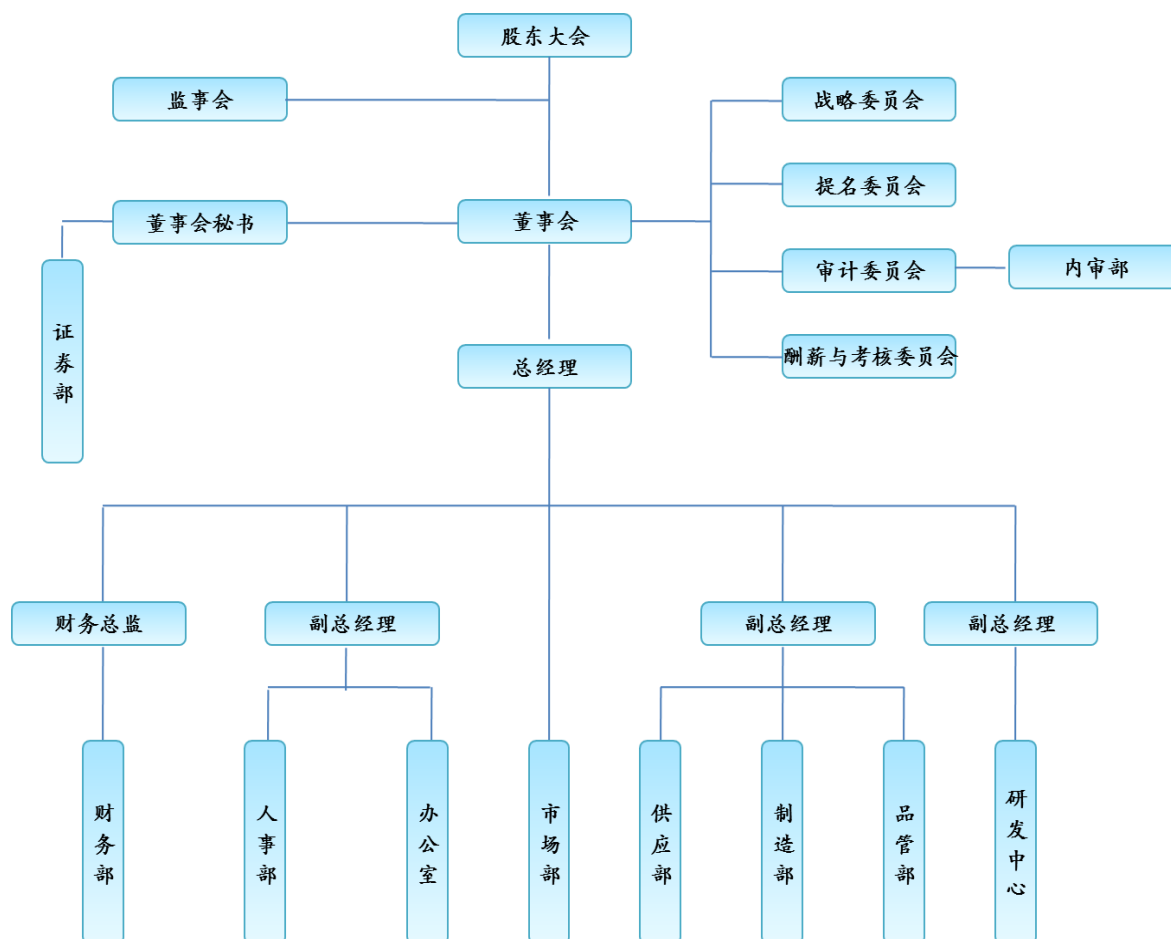 股东大会
监事会
战略委员会
提名委员会
董事会秘书
董事会
审计委员会
内审部
证券部
总经理
酬薪与考核委员会
财务总监
副总经理
副总经理
副总经理
财务部
人事部
办公室
市场部
供应部
制造部
品管部
研发中心